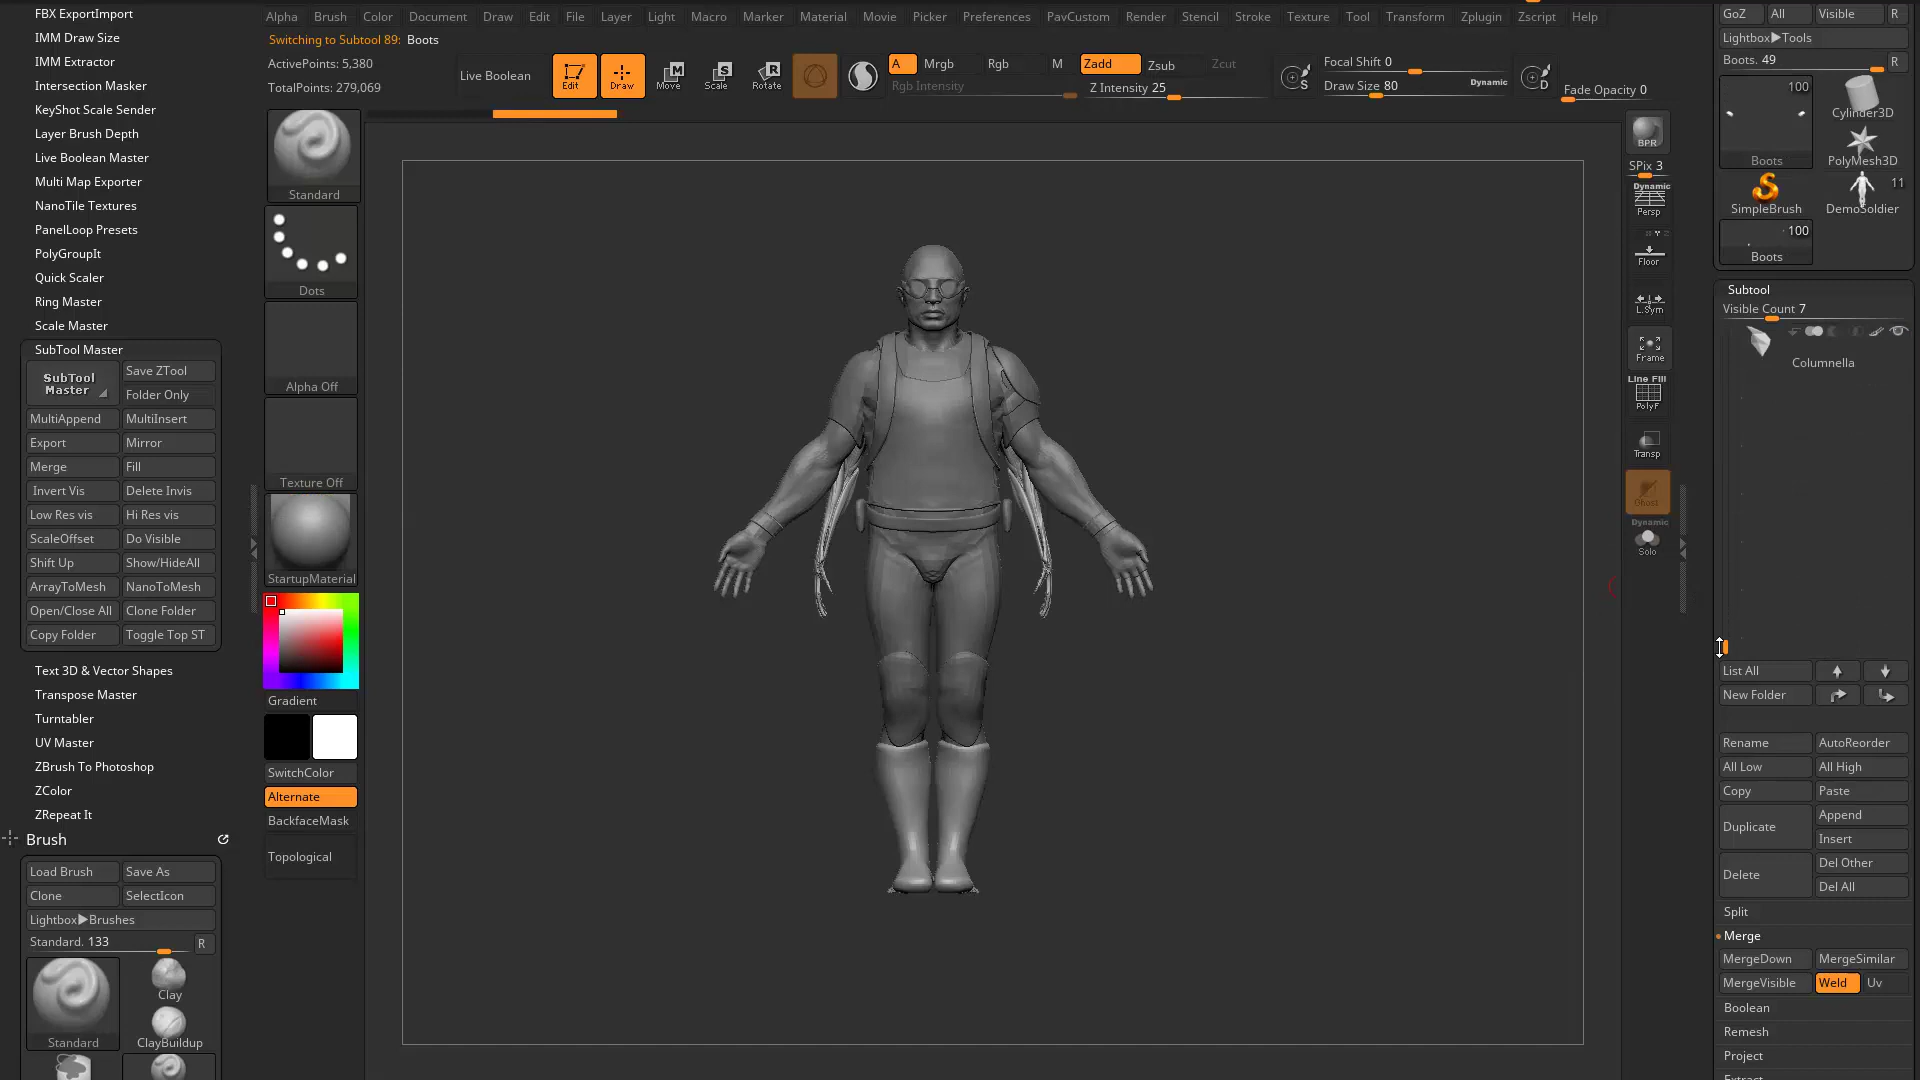 FBX ExportImport
IMM Draw Size
IMM Extractor
Intersection Masker
KeyShot Scale Sender
Layer Brush Depth
Live Boolean Master
Multi Map Exporter
NanoTile Textures
PanelLoop Presets
PolyGroupIt
Quick Scaler
Ring Master
Scale Master
SubTool Master
SubTool Master
Save ZTool
Folder Only
MultiAppend MultiInsert
Export Mirror
Merge Fill
Invert Vis Delete Invis
Low Res vis Hi Res vis
ScaleOffset Do Visible
Shift Up Show/HideAll
ArrayToMesh NanoToMesh
Open/Close All Clone Folder
Copy Folder Toggle Top ST
Text 3D & Vector Shapes
Transpose Master
Turntabler
UV Master
ZBrush To Photoshop
ZColor
ZRepeat It
Brush
Load Brush Save As
Clone SelectIcon
Lightbox▶Brushes
Standard. 133 R
Clay
Standard ClayBuildup
Alpha Brush Color Document Draw Edit File Layer Light Macro Marker Material Movie Picker Preferences PavCustom Render Stencil Stroke Texture Tool Transform Zplugin Zscript Help
Switching to Subtool 89: Boots
ActivePoints: 5,380
TotalPoints: 279,069
Live Boolean
Edit
Draw
Move
Scale
Rotate
A Mrgb Rgb M
Rgb Intensity
Zadd Zsub Zcut
Z Intensity 25
S
Focal Shift 0
Draw Size 80 Dynamic
D
Fade Opacity 0
Standard
Dots
Alpha Off
Texture Off
StartupMaterial
Gradient
SwitchColor
Alternate
BackfaceMask
Topological
BPR
SPix 3
Dynamic
Persp
Floor
L.Sym
Frame
Line Fill
PolyF
Transp
Ghost
Dynamic
Solo
GoZ All Visible R
Lightbox▶Tools
Boots. 49 R
100
Boots
Cylinder3D
PolyMesh3D
SimpleBrush
11
DemoSoldier
100
Boots
Subtool
Visible Count 7
Columnella
List All
New Folder
Rename AutoReorder
All Low All High
Copy Paste
Duplicate
Append
Insert
Delete
Del Other
Del All
Split
Merge
MergeDown MergeSimilar
MergeVisible Weld Uv
Boolean
Remesh
Project